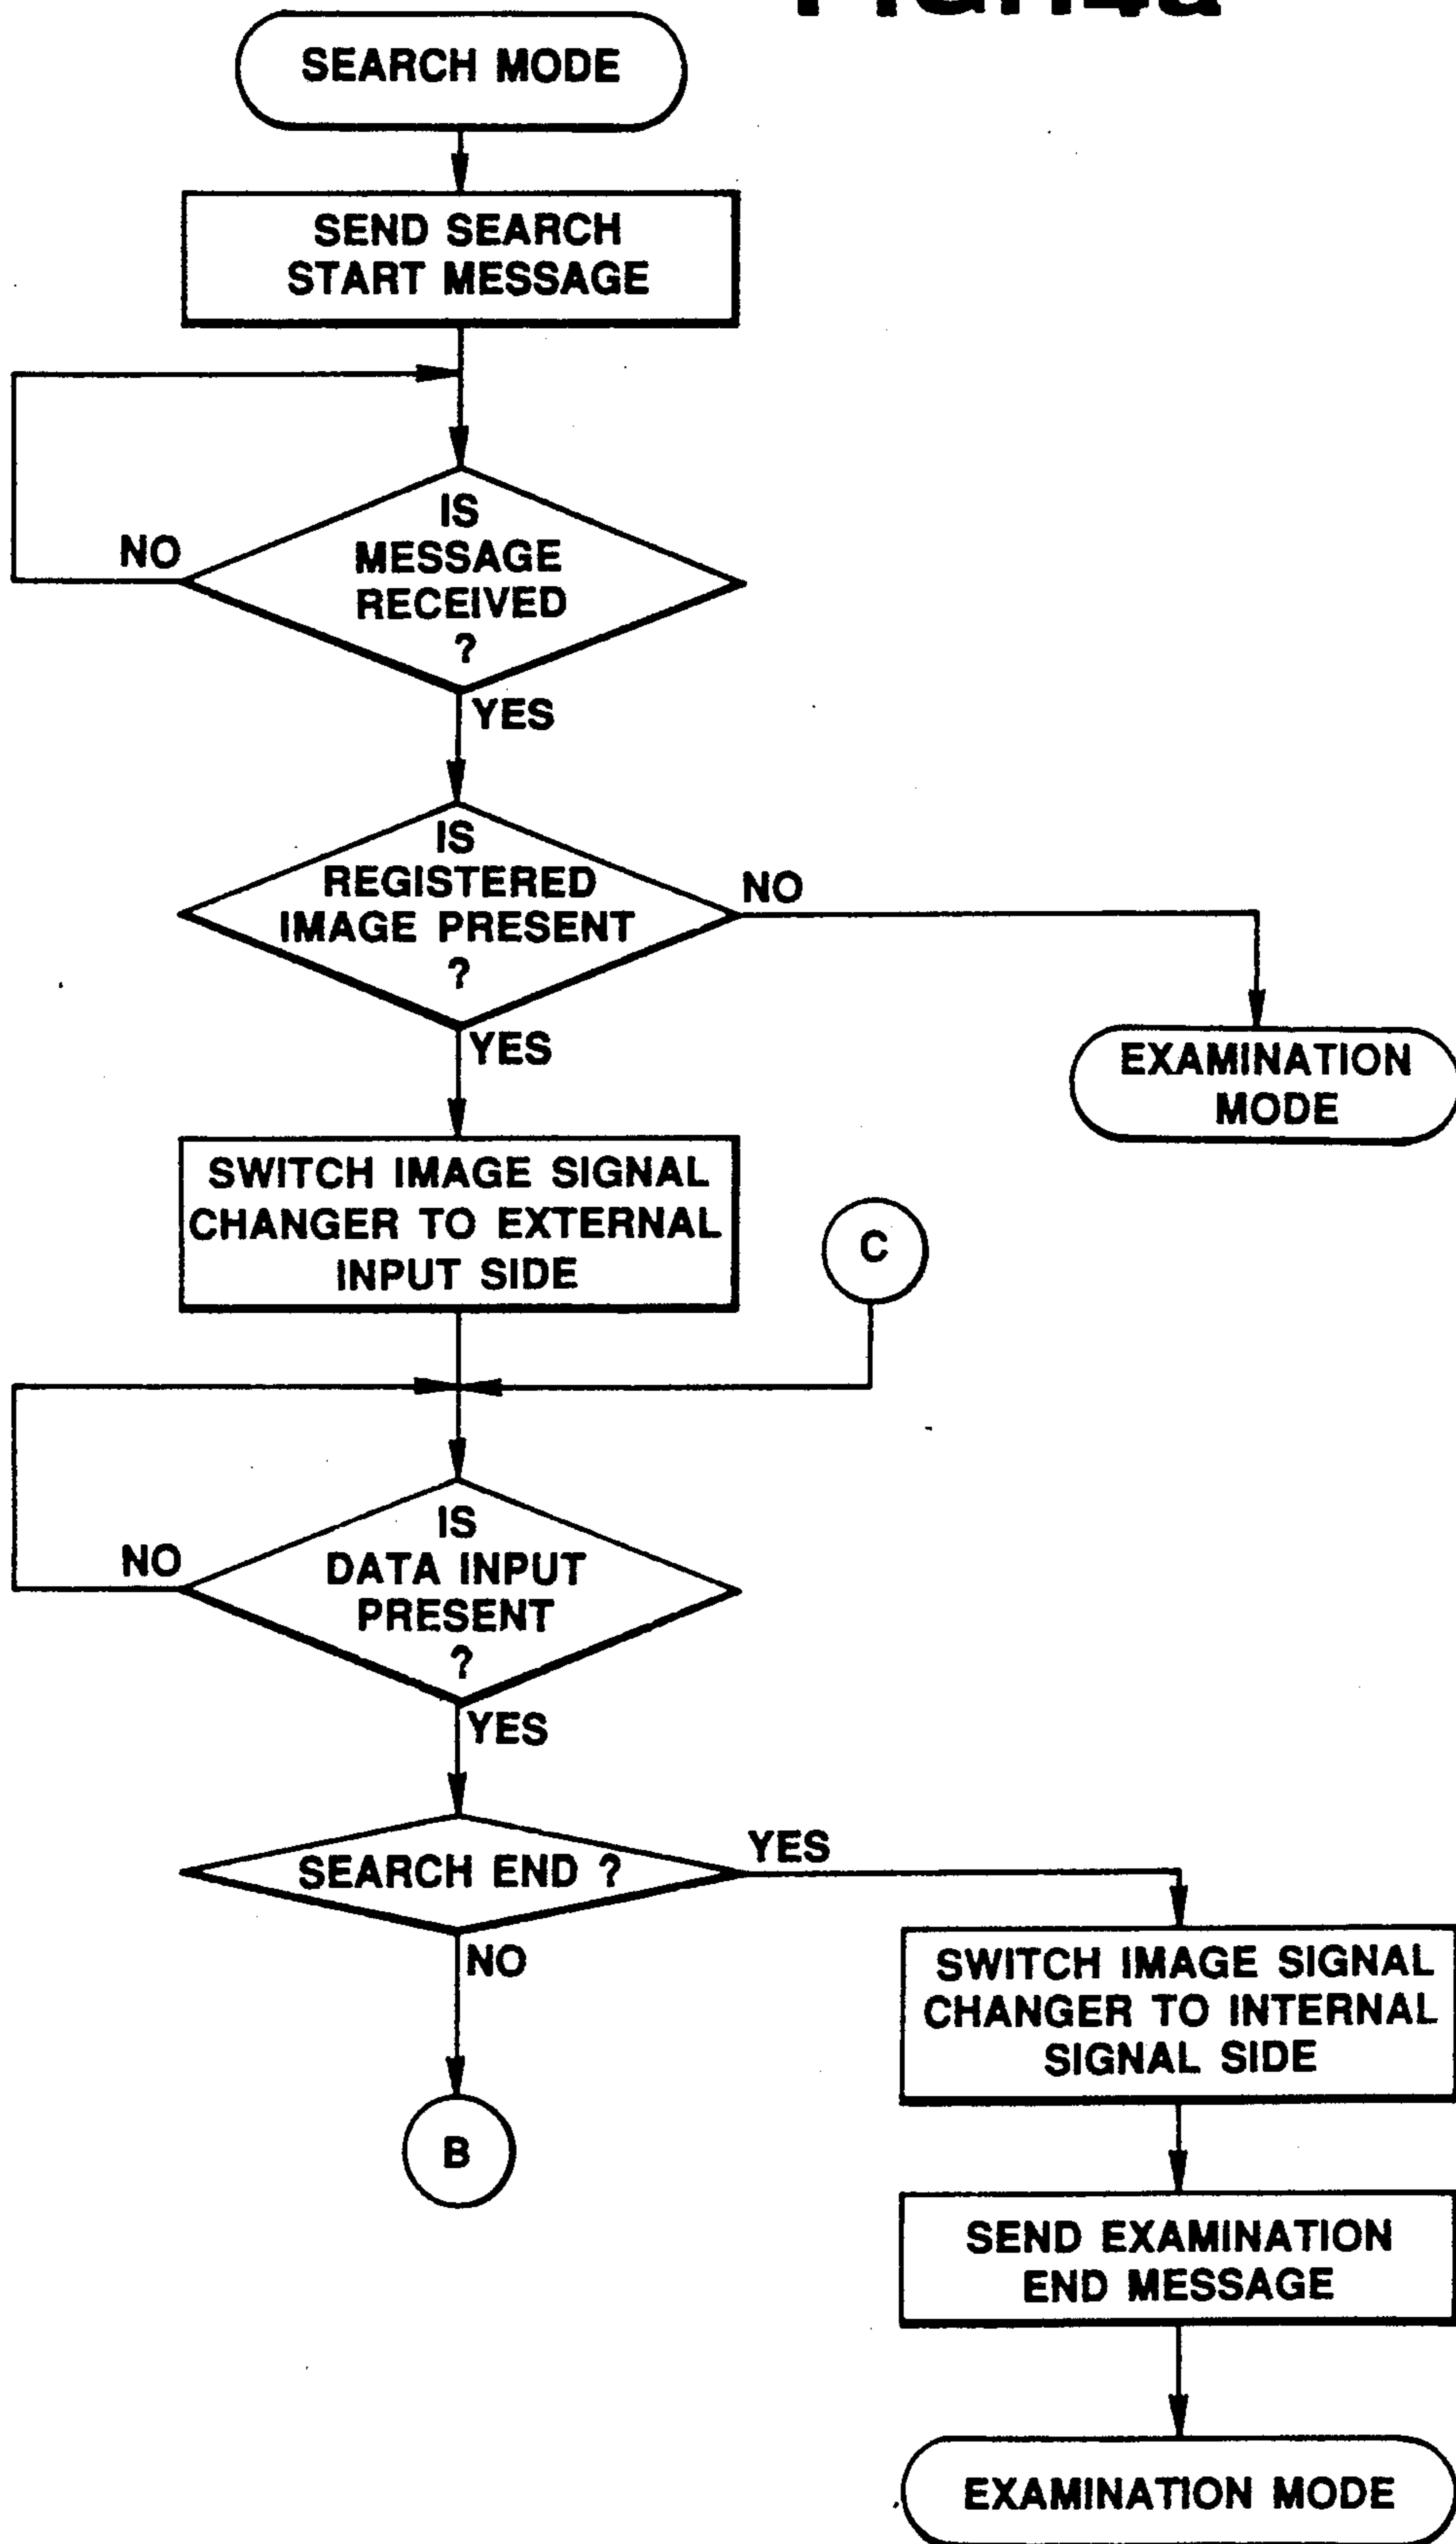 SEARCH MODE
SEND SEARCH
START MESSAGE
IS
MESSAGE
RECEIVED
?
NO
YES
IS
REGISTERED
IMAGE PRESENT
?
NO
YES
EXAMINATION
MODE
SWITCH IMAGE SIGNAL
CHANGER TO EXTERNAL
INPUT SIDE
C
IS
DATA INPUT
PRESENT
?
NO
YES
SEARCH END ?
YES
NO
B
SWITCH IMAGE SIGNAL
CHANGER TO INTERNAL
SIGNAL SIDE
SEND EXAMINATION
END MESSAGE
EXAMINATION MODE